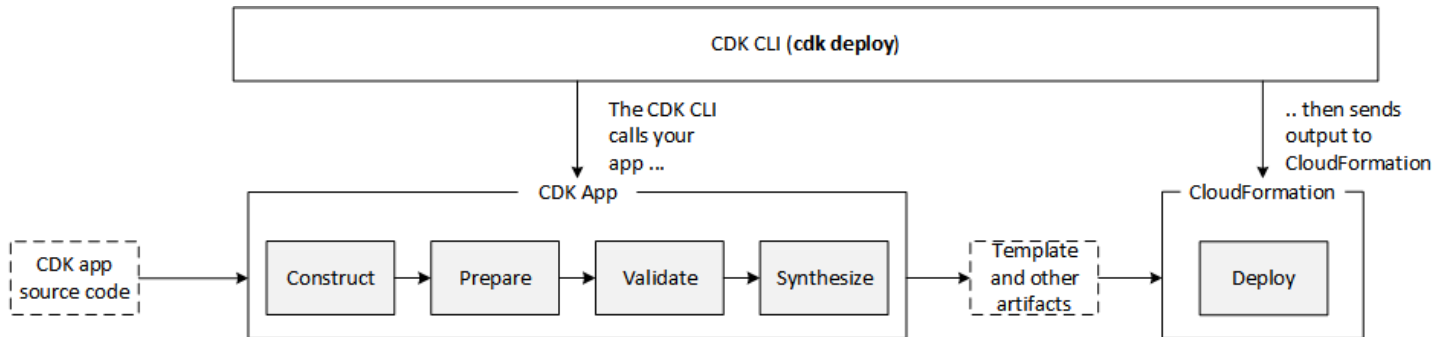 CDK CLI (cdk deploy)
The CDK CLI
calls your
app ...
.. then sends
output to
CloudFormation
CDK App
CloudFormation
CDK app
source code
Construct
Prepare
Validate
Synthesize
Template
and other
artifacts
Deploy